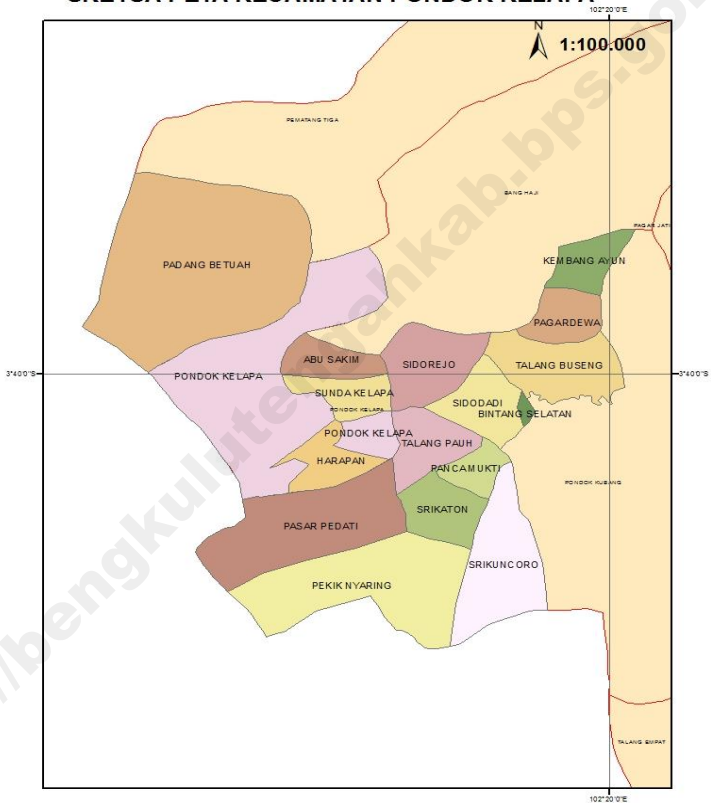 SKETSA PETA KECAMATAN PONDOK KELAPA
102°20'0"E
N
1:100.000
PEMATANG TIGA
BANG HAJI
PAGAR JATI
KEMBANG AYUN
PADANG BETUAH
PAGARDEWA
ABU SAKIM
SIDOREJO
TALANG BUSENG
3°40'0"S
PONDOK KELAPA
3°40'0"S
SUNDA KELAPA
SIDODADI
PONDOK KELAPA
BINTANG SELATAN
PONDOK KELAPA
TALANG PAUH
HARAPAN
PANCAMUKTI
PONDOK KUBANG
SRIKATON
PASAR PEDATI
SRIKUNCORO
PEKIK NYARING
TALANG EMPAT
102°20'0"E
//bengkulutengahkab.bps.go